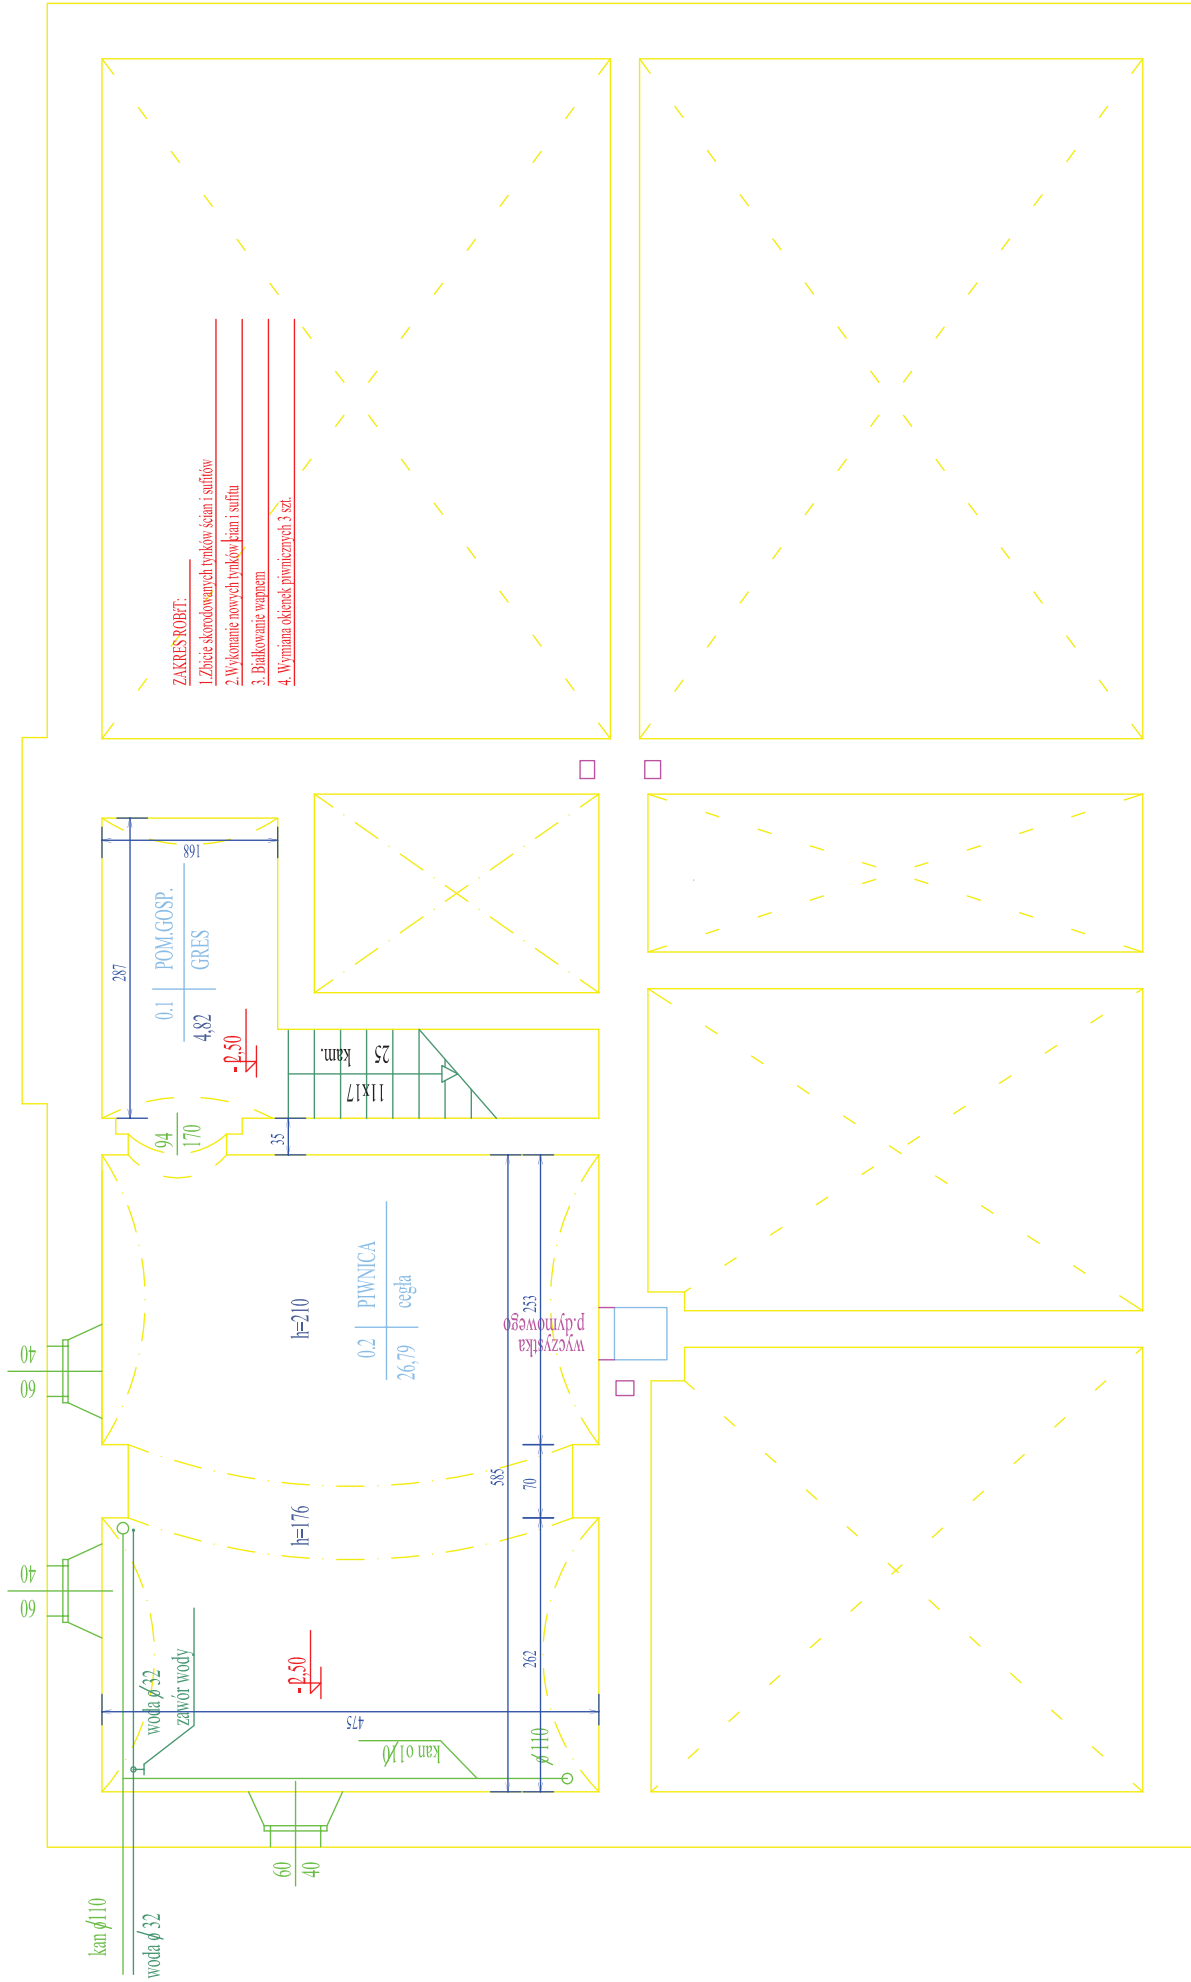 ZAKRES ROBÓT:
1.Zbicie skorodowanych tynków ścian i sufitów
2.Wykonanie nowych tynków cian i sufitu
3. Białkowanie wapnem
4. Wymiana okienek piwnicznych 3 szt.
168
287
0.1 POM.GOSP.
4,82 GRES
- 2,50
11x17 kam.
25
94
170
35
0.2 PIWNICA
26,79 cegła
h=210
253
wyczystka
p.dymowego
60 40
585
70
h=176
60 40
262
- 2,50
475
woda ø 32
zawór wody
kan o110
ø 110
60
40
kan ø110
woda ø 32